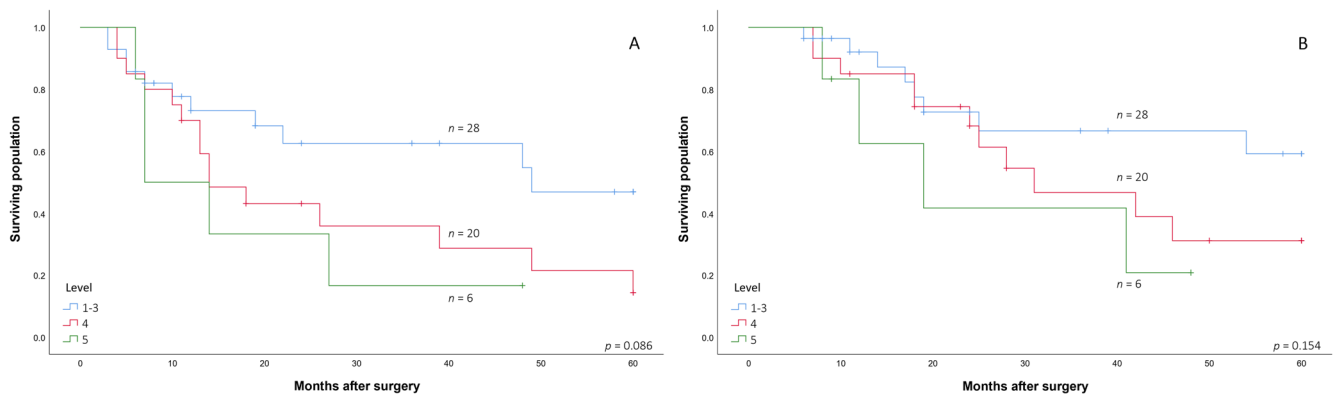 A
1.0
0.8
0.6
0.4
0.2
0.0
Surviving population
n = 28
n = 20
n = 6
Level
1-3
4
5
p = 0.086
0 10 20 30 40 50 60
Months after surgery
B
1.0
0.8
0.6
0.4
0.2
0.0
Surviving population
n = 28
n = 20
n = 6
Level
1-3
4
5
p = 0.154
0 10 20 30 40 50 60
Months after surgery